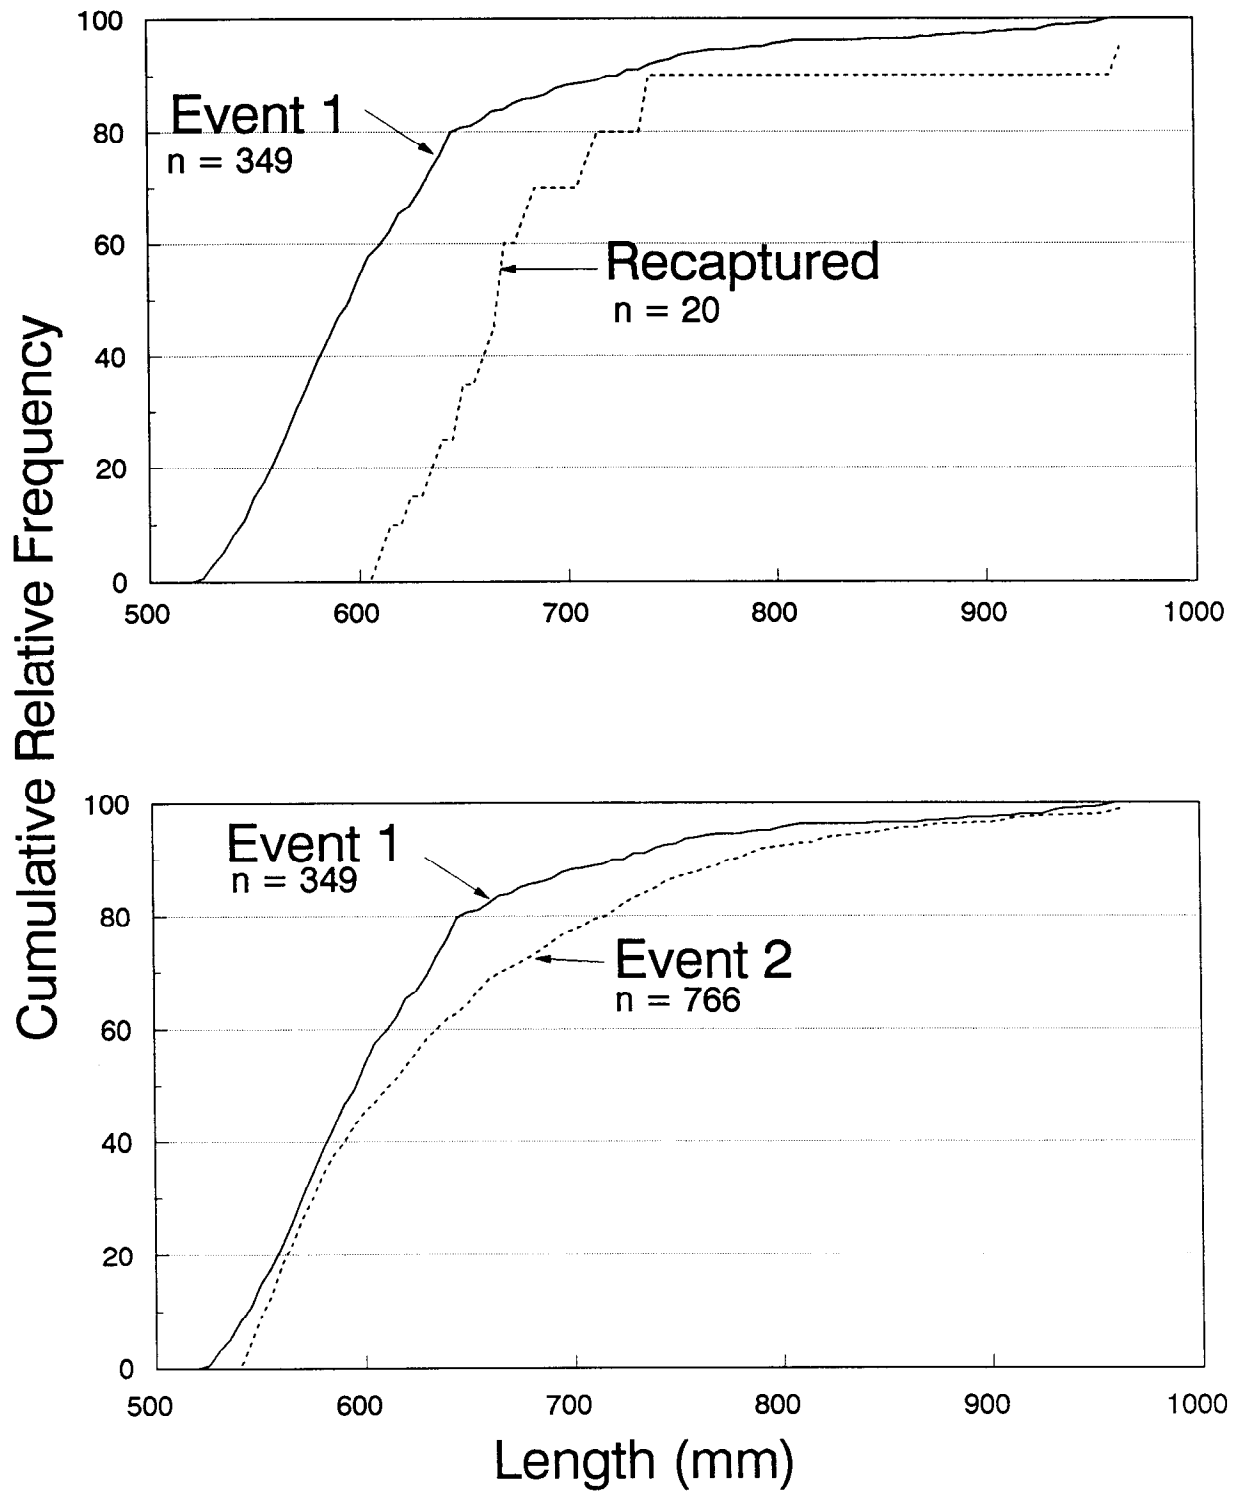 Cumulative Relative Frequency
100
80
60
40
20
0
Event 1
n = 349
Recaptured
n = 20
500 600 700 800 900 1000
100
80
60
40
20
0
Event 1
n = 349
Event 2
n = 766
500 600 700 800 900 1000
Length (mm)